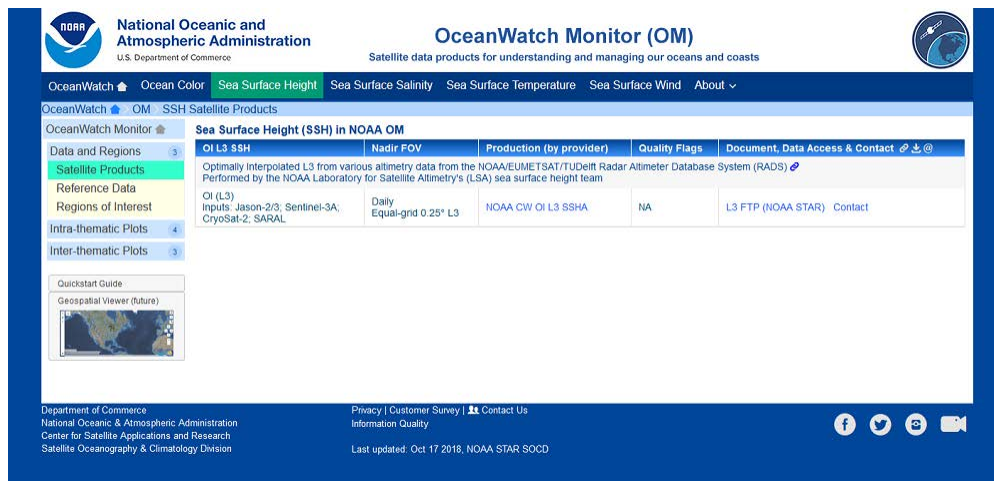 NOAA
National Oceanic and
Atmospheric Administration
U.S. Department of Commerce
OceanWatch Monitor (OM)
Satellite data products for understanding and managing our oceans and coasts
OceanWatch Ocean Color Sea Surface Height Sea Surface Salinity Sea Surface Temperature Sea Surface Wind About
OceanWatch OM SSH Satellite Products
OceanWatch Monitor
Data and Regions 3
Satellite Products
Reference Data
Regions of Interest
Intra-thematic Plots 4
Inter-thematic Plots 3
Quickstart Guide
Geospatial Viewer (future)
Sea Surface Height (SSH) in NOAA OM
OI L3 SSH Nadir FOV Production (by provider) Quality Flags Document, Data Access & Contact @
Optimally Interpolated L3 from various altimetry data from the NOAA/EUMETSAT/TUDelft Radar Altimeter Database System (RADS)
Performed by the NOAA Laboratory for Satellite Altimetry's (LSA) sea surface height team
OI (L3)
Inputs: Jason-2/3; Sentinel-3A;
CryoSat-2; SARAL
Daily
Equal-grid 0.25° L3
NOAA CW OI L3 SSHA
NA
L3 FTP (NOAA STAR) Contact
Department of Commerce
National Oceanic & Atmospheric Administration
Center for Satellite Applications and Research
Satellite Oceanography & Climatology Division
Privacy | Customer Survey | Contact Us
Information Quality
Last updated: Oct 17 2018, NOAA STAR SOCD